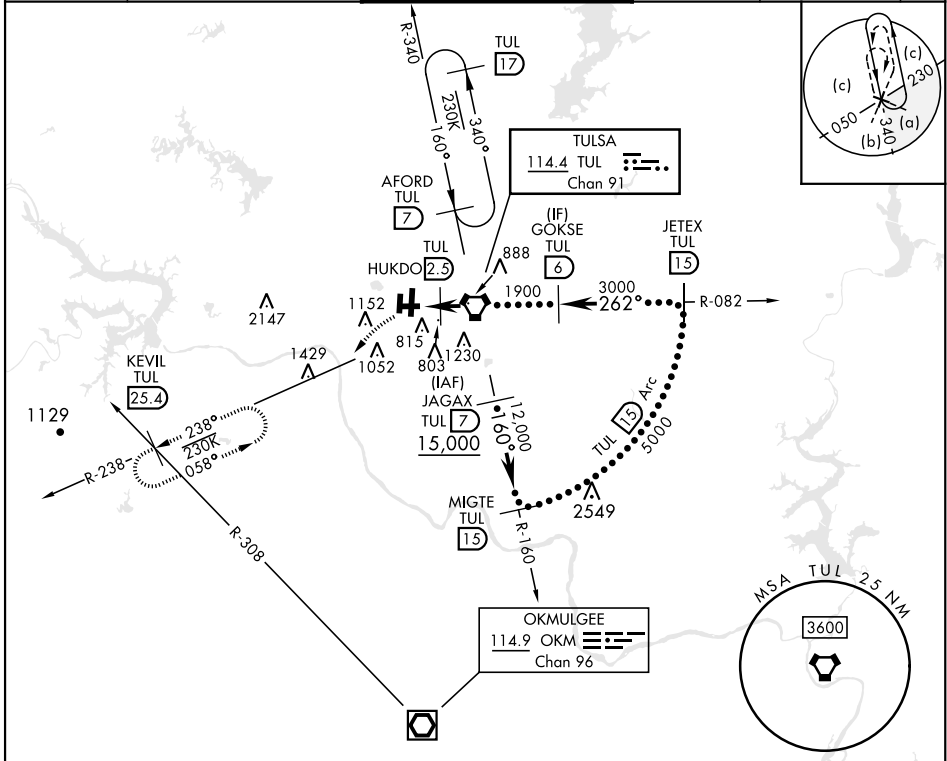 R-340
TUL
17
230K
160°
340°
AFORD
TUL
7
TULSA
114.4 TUL
Chan 91
(c)
(c)
230
050
340
(a)
(b)
TUL
HUKDO 2.5
888
(IF)
GOKSE
TUL
6
JETEX
TUL
15
1900
3000
262°
R-082
2147
1152
815
803
1230
1052
1429
KEVIL
TUL
25.4
1129
238°
230K
058°
R-238
(IAF)
JAGAX
TUL 7
15,000
12,000
160°
TUL 15 Arc
5000
2549
MIGTE
TUL
15
R-160
R-308
OKMULGEE
114.9 OKM
Chan 96
MSA TUL 25 NM
3600